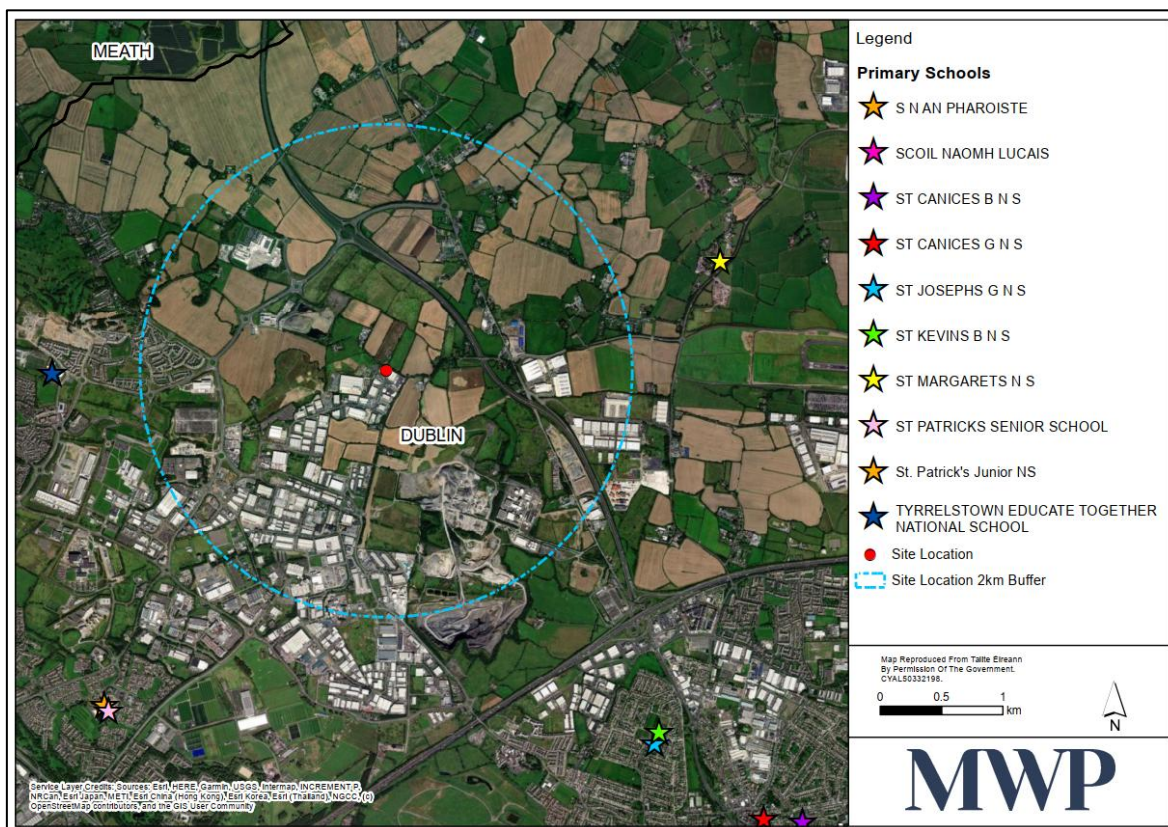 MEATH
DUBLIN
Service Layer Credits: Sources: Esri, HERE, Garmin, USGS, Intermap, INCREMENT P,
NRCan, Esri Japan, METI, Esri China (Hong Kong), Esri Korea, Esri (Thailand), NGCC, (c)
OpenStreetMap contributors, and the GIS User Community
Legend
Primary Schools
S N AN PHAROISTE
SCOIL NAOMH LUCAIS
ST CANICES B N S
ST CANICES G N S
ST JOSEPHS G N S
ST KEVINS B N S
ST MARGARETS N S
ST PATRICKS SENIOR SCHOOL
St. Patrick's Junior NS
TYRRELSTOWN EDUCATE TOGETHER
NATIONAL SCHOOL
Site Location
Site Location 2km Buffer
Map Reproduced From Tailte Éireann
By Permission Of The Government.
CYAL50332198.
0 0.5 1
km
N
MWP